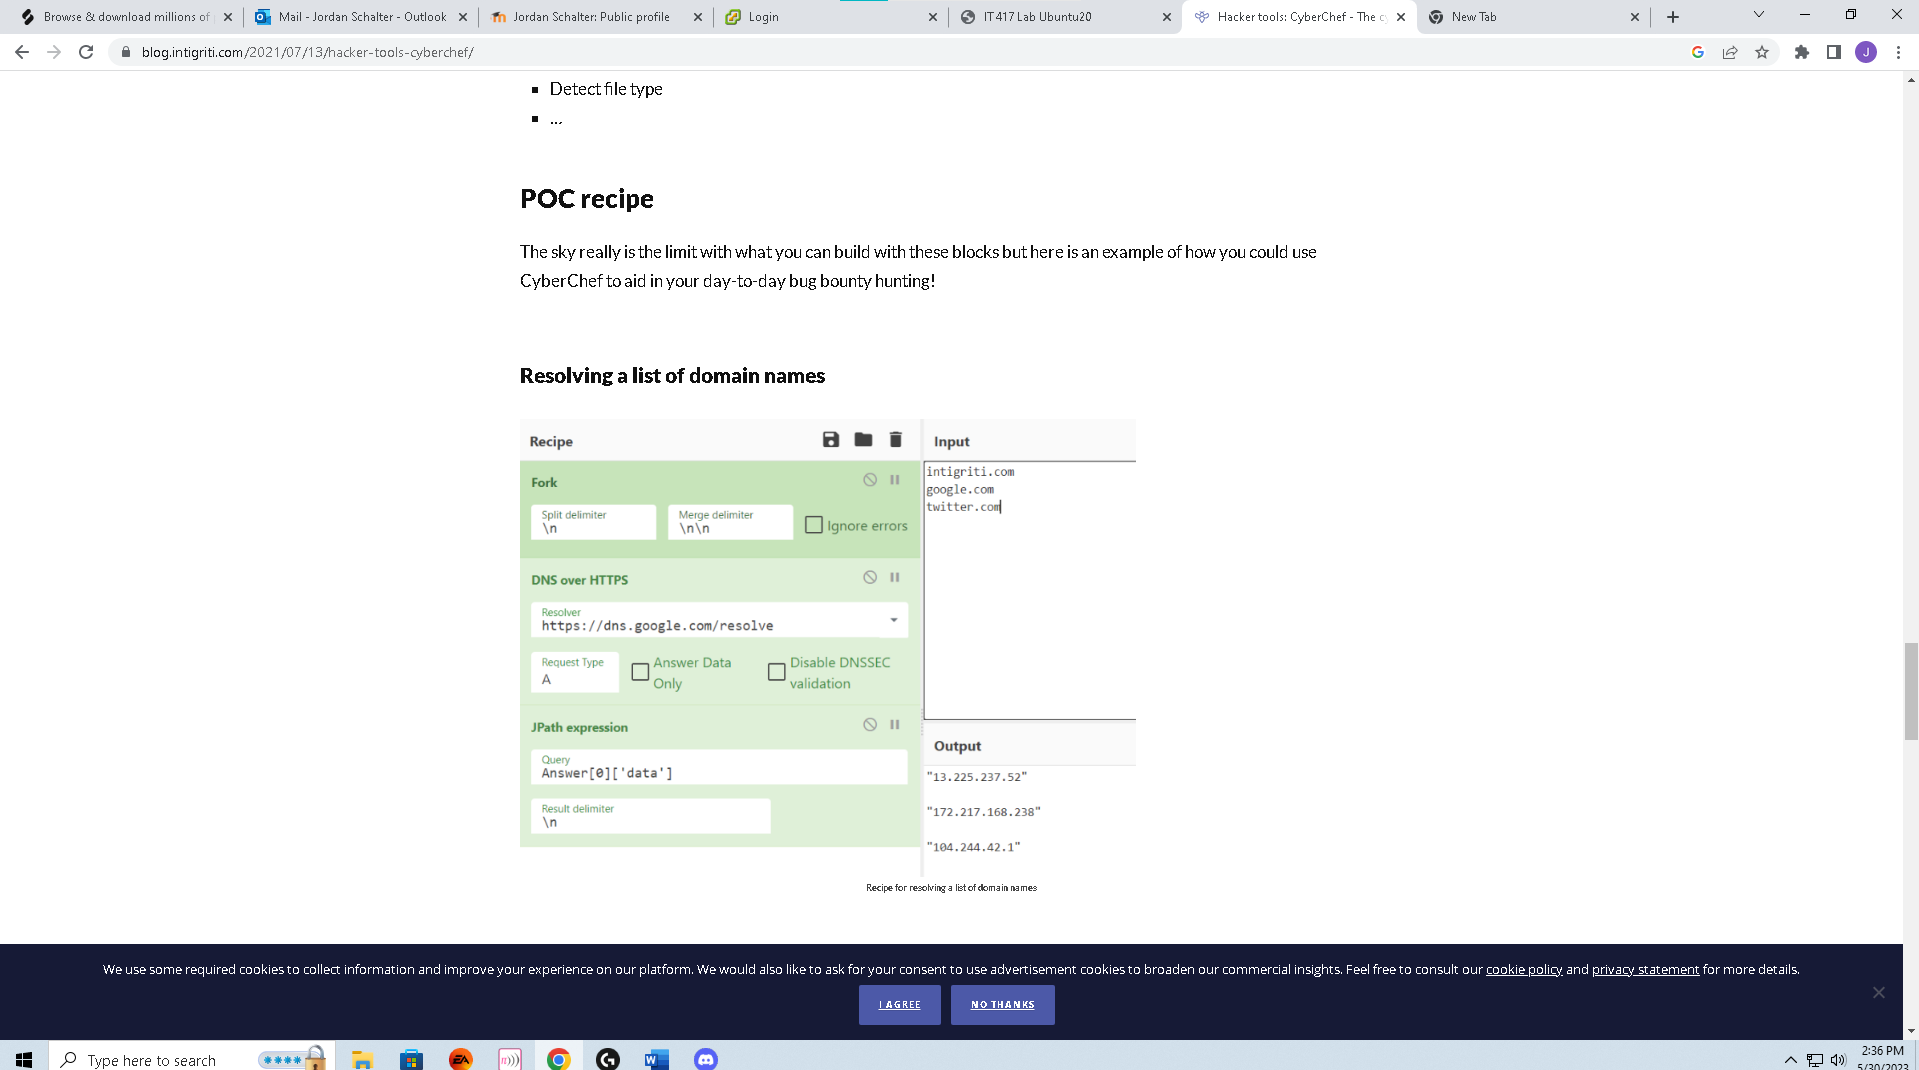 Browse & download millions of
Mail - Jordan Schalter - Outlook
Jordan Schalter: Public profile
Login
IT417 Lab Ubuntu20
Hacker tools: CyberChef - The c
New Tab
blog.intigriti.com/2021/07/13/hacker-tools-cyberchef/
J
Detect file type
...
POC recipe
The sky really is the limit with what you can build with these blocks but here is an example of how you could use
CyberChef to aid in your day-to-day bug bounty hunting!
Resolving a list of domain names
Recipe
Fork
Split delimiter
\n
Merge delimiter
\n\n
Ignore errors
DNS over HTTPS
Resolver
https://dns.google.com/resolve
Request Type
A
Answer Data
Only
Disable DNSSEC
validation
JPath expression
Query
Answer[0]['data']
Result delimiter
\n
Input
intigriti.com
google.com
twitter.com
Output
"13.225.237.52"
"172.217.168.238"
"104.244.42.1"
Recipe for resolving a list of domain names
We use some required cookies to collect information and improve your experience on our platform. We would also like to ask for your consent to use advertisement cookies to broaden our commercial insights. Feel free to consult our cookie policy and privacy statement for more details.
I AGREE
NO THANKS
Type here to search
2:36 PM
5/30/2023